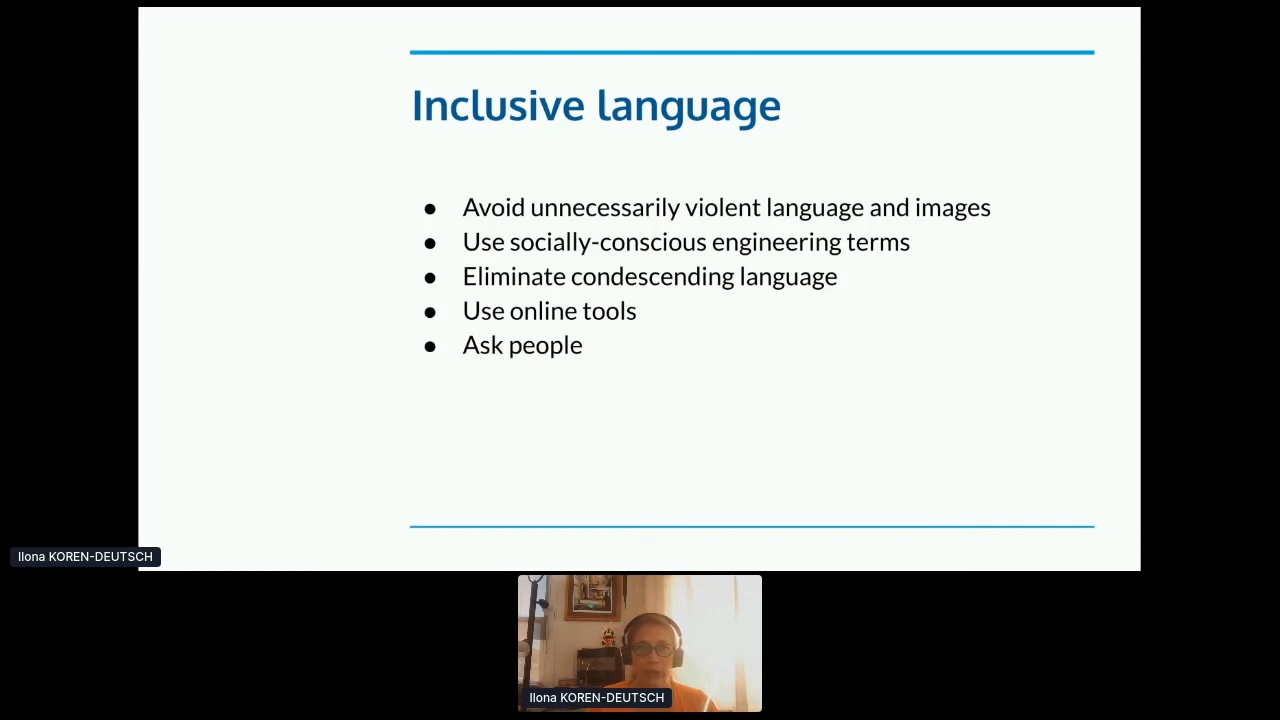 Inclusive language
● Avoid unnecessarily violent language and images
● Use socially-conscious engineering terms
● Eliminate condescending language
● Use online tools
● Ask people
Ilona KOREN-DEUTSCH
Ilona KOREN-DEUTSCH